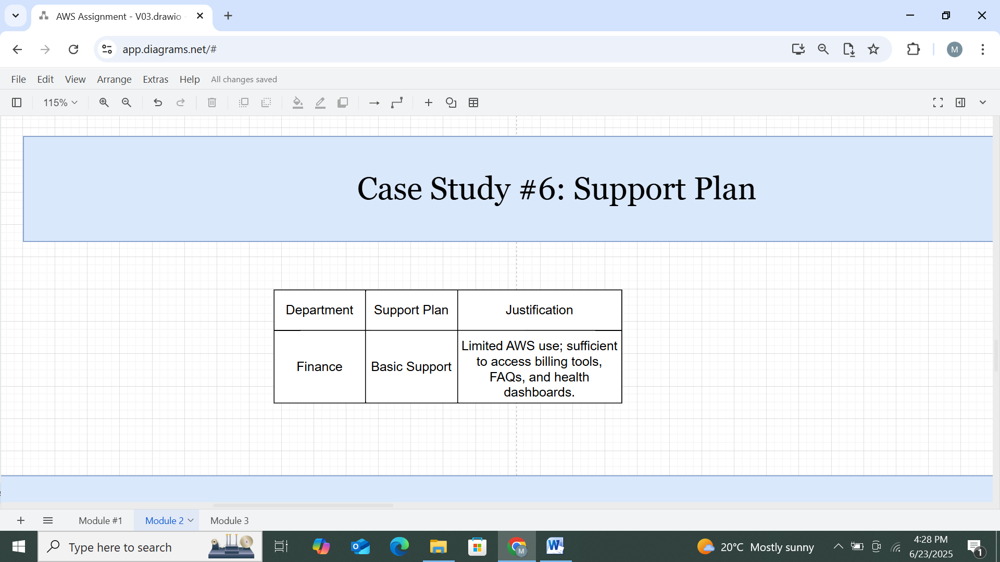 AWS Assignment - V03.drawio -
app.diagrams.net/#
M
File Edit View Arrange Extras Help All changes saved
115%
Case Study #6: Support Plan
Department Support Plan Justification
Finance Basic Support Limited AWS use; sufficient
to access billing tools,
FAQs, and health
dashboards.
Module #1 Module 2 Module 3
Type here to search
20°C Mostly sunny
4:28 PM
6/23/2025
1